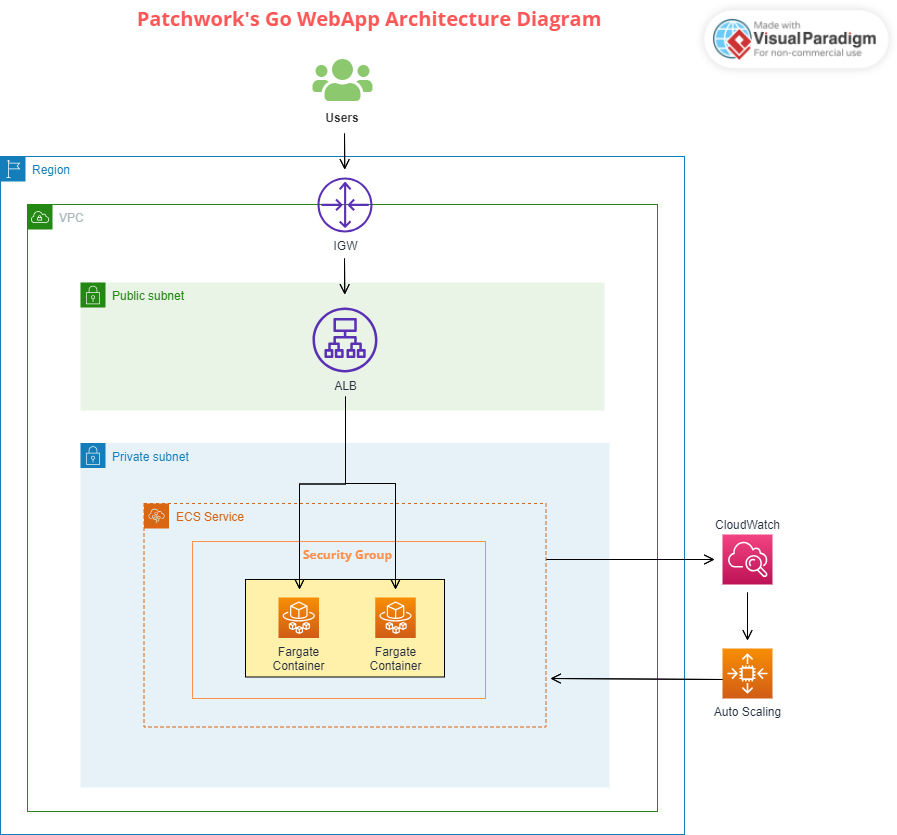 Patchwork's Go WebApp Architecture Diagram
Made with
Visual Paradigm
For non-commercial use
Users
Region
VPC
IGW
Public subnet
ALB
Private subnet
ECS Service
CloudWatch
Security Group
Fargate
Container
Fargate
Container
Auto Scaling